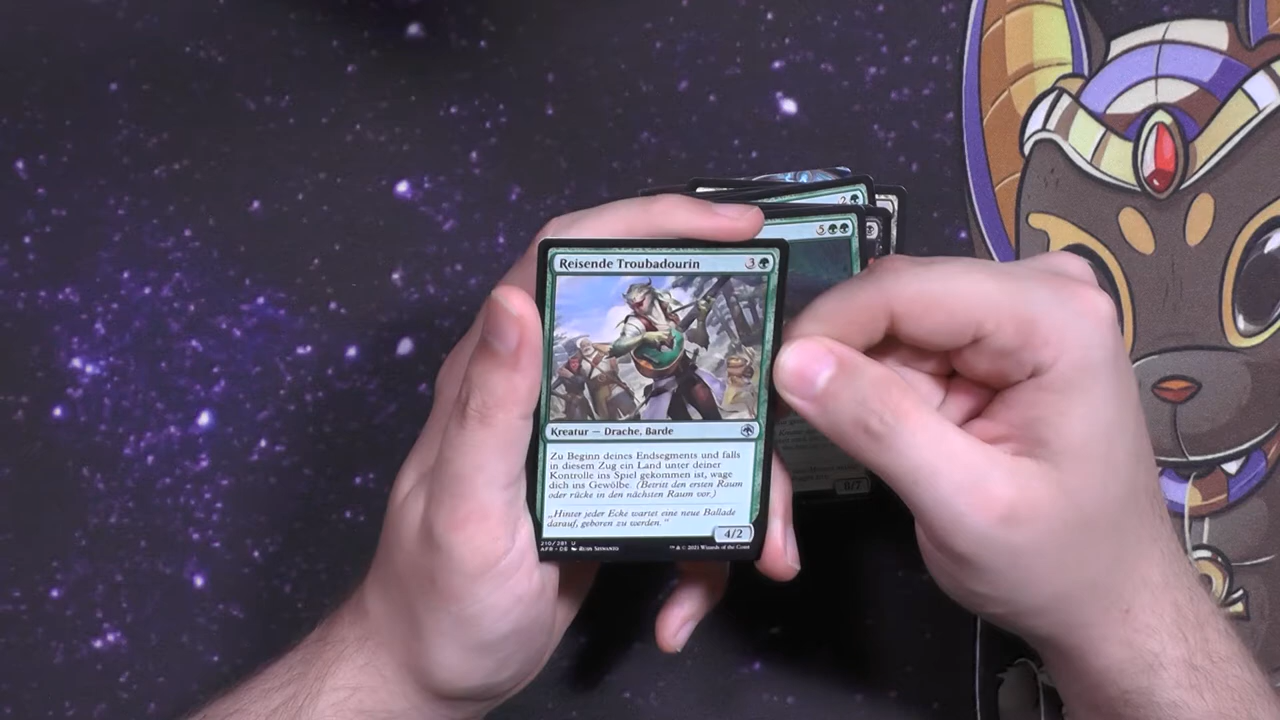 Reisende Troubadourin
3
Kreatur — Drache, Barde
Zu Beginn deines Endsegments und falls
in diesem Zug ein Land unter deiner
Kontrolle ins Spiel gekommen ist, wage
dich ins Gewölbe. (Betritt den ersten Raum
oder rücke in den nächsten Raum vor.)
„Hinter jeder Ecke wartet eine neue Ballade
darauf, geboren zu werden.“
4/2
210/281 U
AFR • DE
™ & © 2021 Wizards of the Coast
2
5
8/7